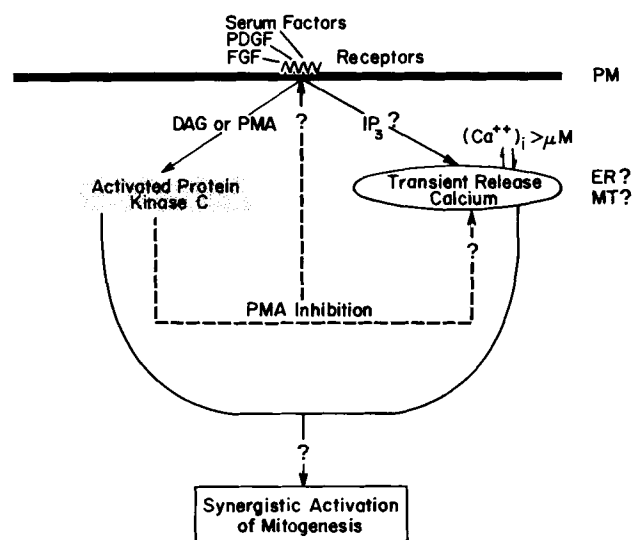 Serum Factors
PDGF
FGF
Receptors
PM
DAG or PMA
?
IP3?
(Ca++)i >μM
Activated Protein
Kinase C
Transient Release
Calcium
ER?
MT?
?
PMA Inhibition
?
Synergistic Activation
of Mitogenesis